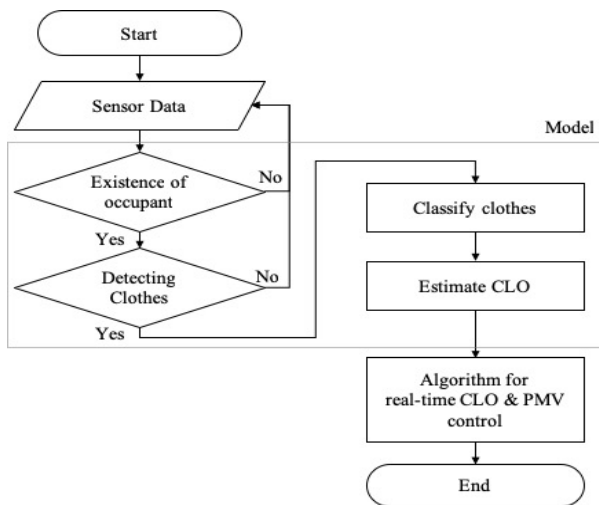 Start
Sensor Data
Model
Existence of
occupant
No
Yes
Detecting
Clothes
No
Yes
Classify clothes
Estimate CLO
Algorithm for
real-time CLO & PMV
control
End